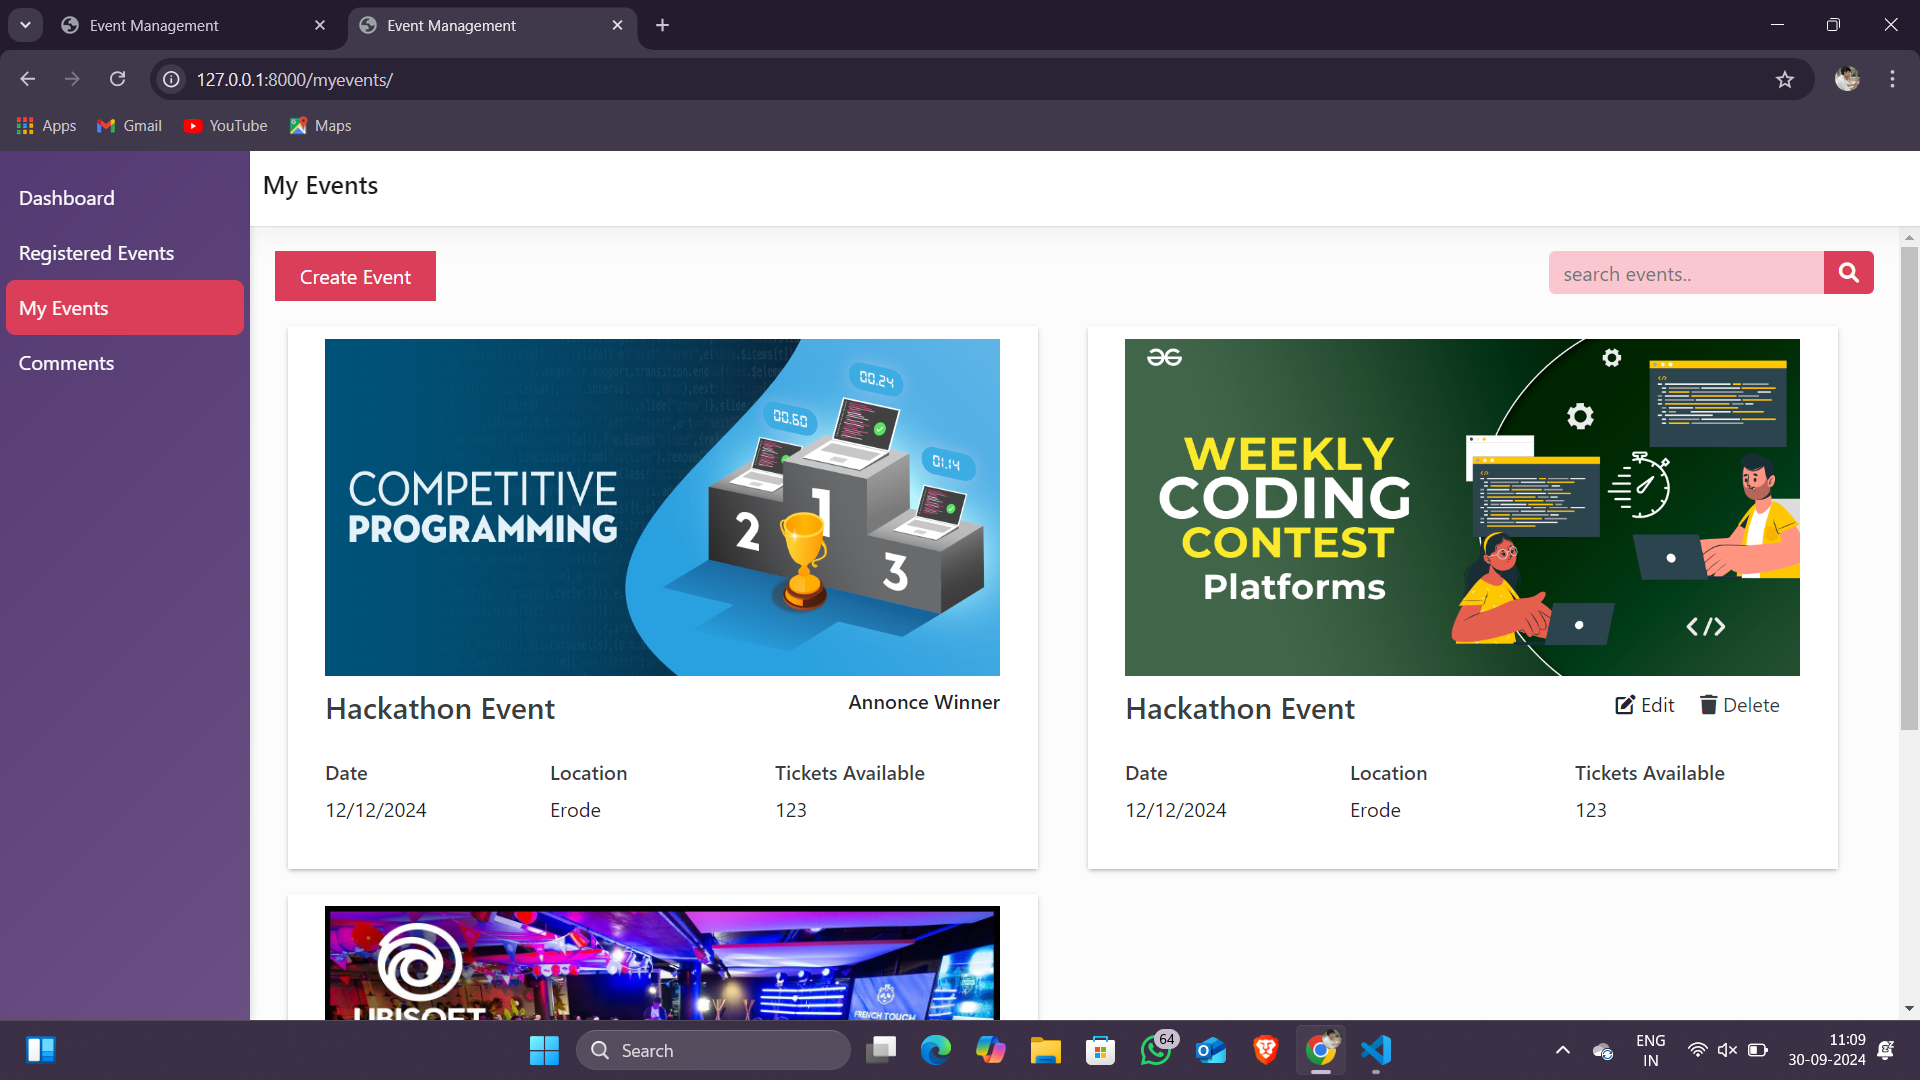 Event Management
Event Management
127.0.0.1:8000/myevents/
Apps
Gmail
YouTube
Maps
Dashboard
Registered Events
My Events
Comments
My Events
Create Event
search events..
COMPETITIVE
PROGRAMMING
00.60
00.24
01.14
2
1
3
WEEKLY
CODING
CONTEST
Platforms
</>
Hackathon Event
Annonce Winner
Date
Location
Tickets Available
12/12/2024
Erode
123
Hackathon Event
Edit
Delete
Date
Location
Tickets Available
12/12/2024
Erode
123
UBISOFT
FRENCH TOUCH
Search
64
ENG
IN
11:09
30-09-2024